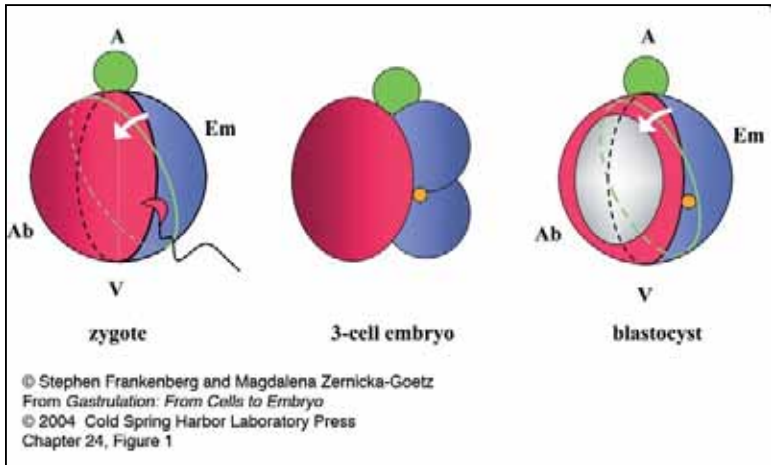 A
Em
Ab
V
zygote
3-cell embryo
A
Em
Ab
V
blastocyst
© Stephen Frankenberg and Magdalena Zernicka-Goetz
From Gastrulation: From Cells to Embryo
© 2004 Cold Spring Harbor Laboratory Press
Chapter 24, Figure 1